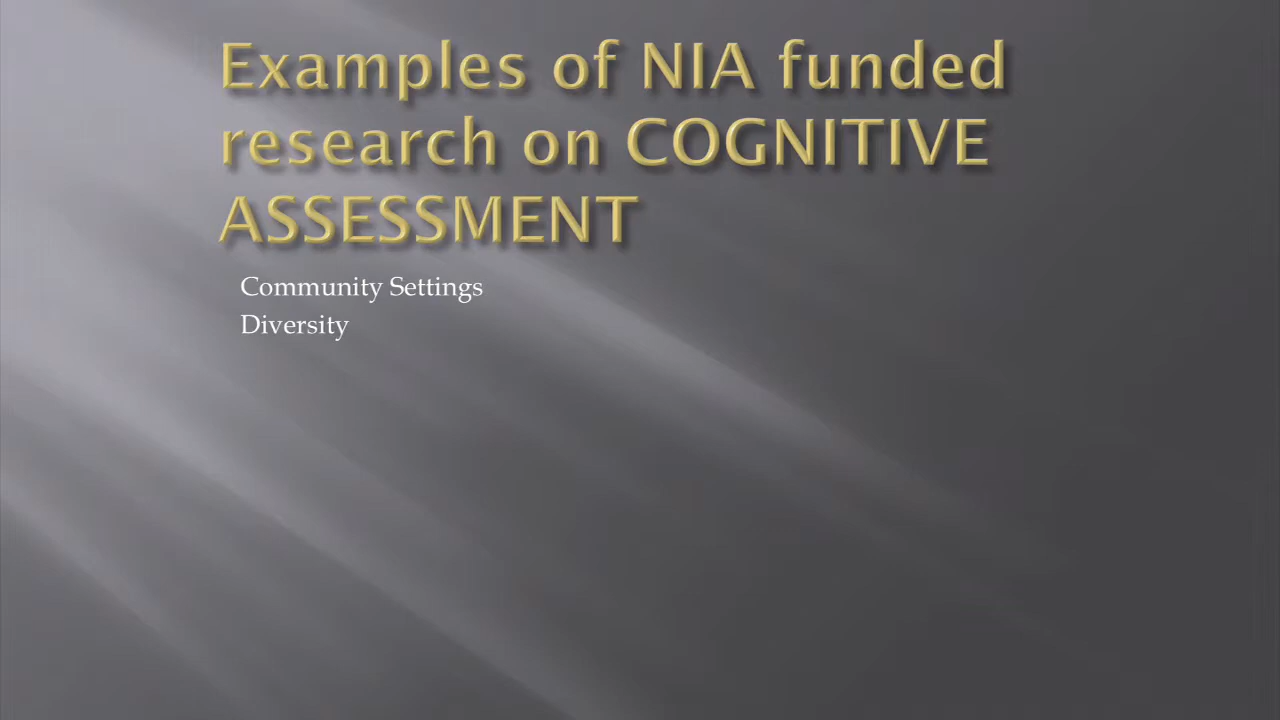 Examples of NIA funded
research on COGNITIVE
ASSESSMENT
Community Settings
Diversity